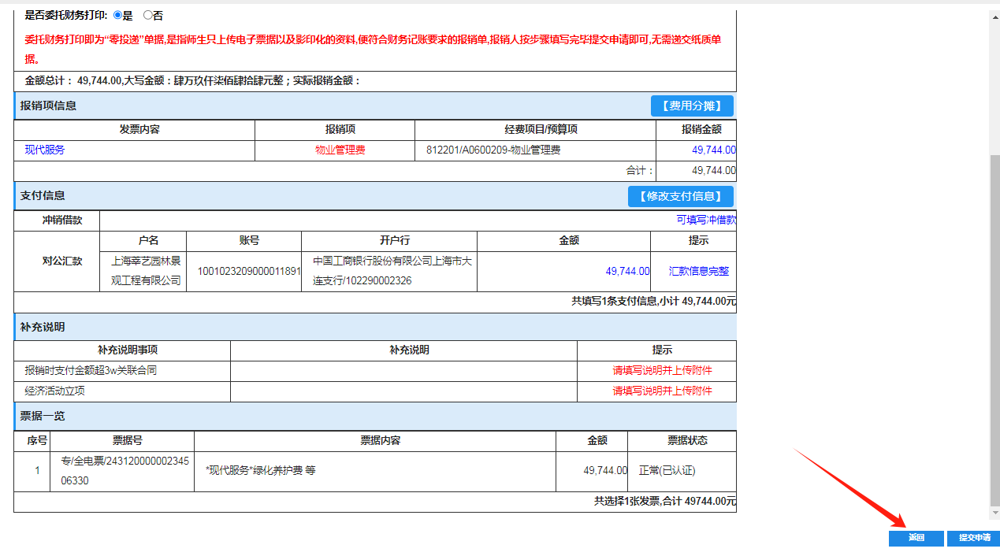 是否委托财务打印: 是 否
委托财务打印即为“零投递”单据,是指师生只上传电子票据以及影印化的资料,便符合财务记账要求的报销单,报销人按步骤填写完毕提交申请即可,无需递交纸质单
据。
金额总计： 49,744.00,大写金额：肆万玖仟柒佰肆拾肆元整；实际报销金额：
报销项信息 【费用分摊】
发票内容 报销项 经费项目/预算项 报销金额
现代服务 物业管理费 812201/A0600209-物业管理费 49,744.00
合计： 49,744.00
支付信息 【修改支付信息】
冲销借款 可填写冲借款
对公汇款 户名 账号 开户行 金额 提示
上海莘艺园林景 1001023209000011891 中国工商银行股份有限公司上海市大 49,744.00 汇款信息完整
观工程有限公司 连支行/102290002326
共填写1条支付信息,小计 49,744.00元
补充说明
补充说明事项 补充说明 提示
报销时支付金额超3w关联合同 请填写说明并上传附件
经济活动立项 请填写说明并上传附件
票据一览
序号 票据号 票据内容 金额 票据状态
1 专/全电票/243120000002345 *现代服务*绿化养护费 等 49,744.00 正常(已认证)
06330
共选择1张发票,合计 49744.00元
返回 提交申请